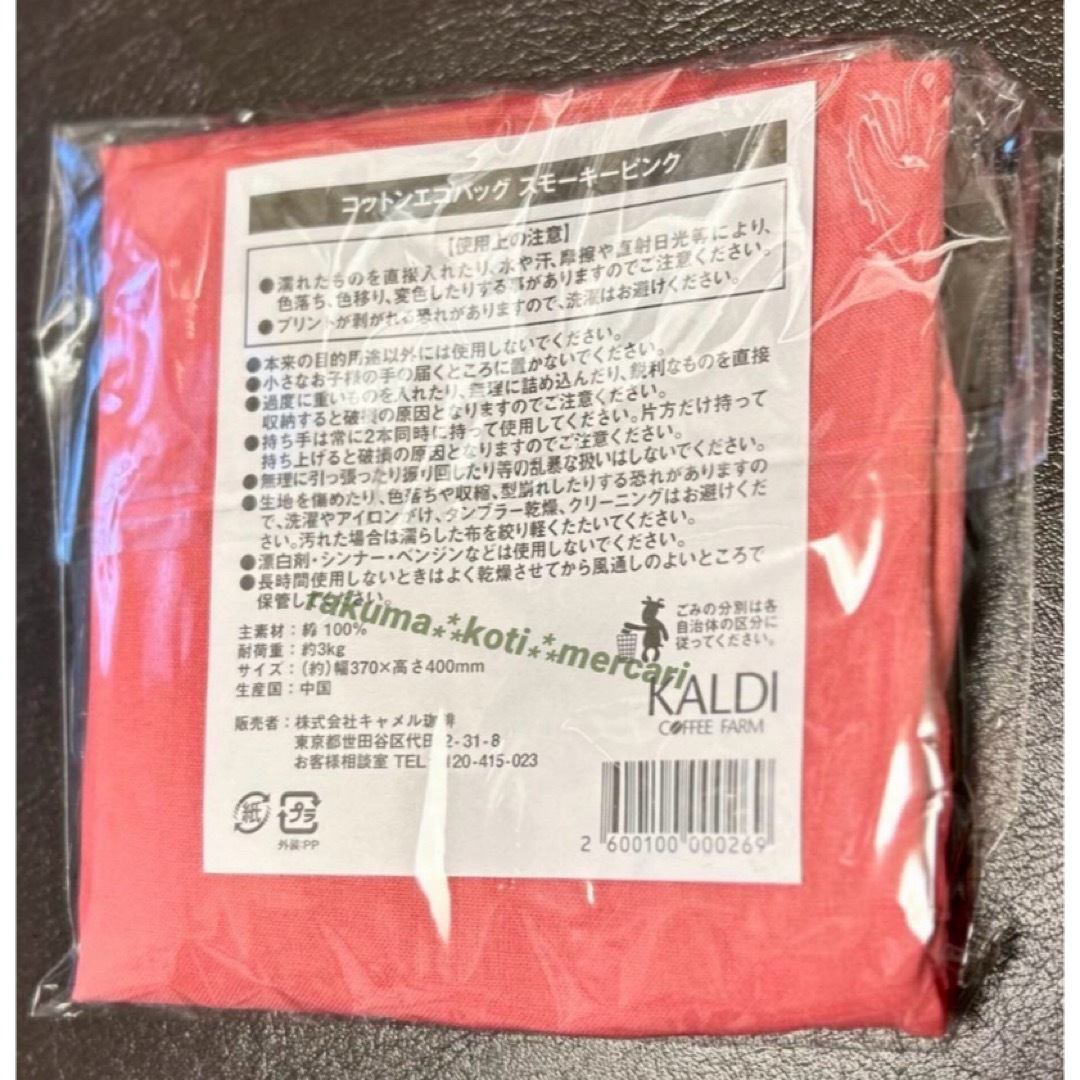 コットンエコバッグ スモーキーピンク
【使用上の注意】
●濡れたものを直接入れたり、水や汗、摩擦や直射日光等により、
色落ち、色移り、変色したりする事がありますのでご注意ください。
●プリントが剥がれる恐れがありますので、洗濯はお避けください。
●本来の目的用途以外には使用しないでください。
●小さなお子様の手の届くところに置かないでください。
●過度に重いものを入れたり、無理に詰め込んだり、鋭利なものを直接
収納すると破損の原因となりますのでご注意ください。
●持ち手は常に2本同時に持って使用してください。片方だけ持って
持ち上げると破損の原因となりますのでご注意ください。
●無理に引っ張ったり振り回したり等の乱暴な扱いはしないでください。
●生地を傷めたり、色落ちや収縮、型崩れしたりする恐れがありますの
で、洗濯やアイロンがけ、タンブラー乾燥、クリーニングはお避けくだ
さい。汚れた場合は濡らした布を絞り軽くたたいてください。
●漂白剤・シンナー・ベンジンなどは使用しないでください。
●長時間使用しないときはよく乾燥させてから風通しのよいところで
保管してください。
rakuma⁂koti⁂mercari
主素材：綿 100%
耐荷重：約3kg
サイズ：(約)幅370×高さ400mm
生産国：中国
ごみの分別は各
自治体の区分に
従ってください。
KALDI
COFFEE FARM
販売者：株式会社キャメル珈琲
東京都世田谷区代田2-31-8
お客様相談室 TEL 120-415-023
紙
プラ
外装:PP
2 600100 000269